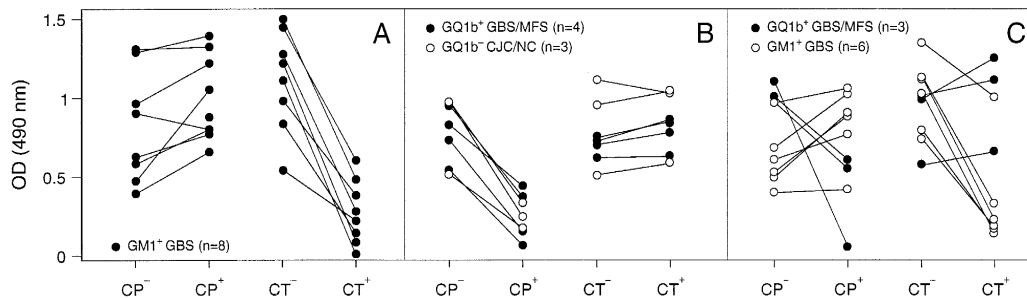 OD (490 nm)
1.5
1
0.5
0
A
GM1+ GBS (n=8)
CP− CP+ CT− CT+
B
GQ1b+ GBS/MFS (n=4)
GQ1b− CJC/NC (n=3)
CP− CP+ CT− CT+
C
GQ1b+ GBS/MFS (n=3)
GM1+ GBS (n=6)
CP− CP+ CT− CT+